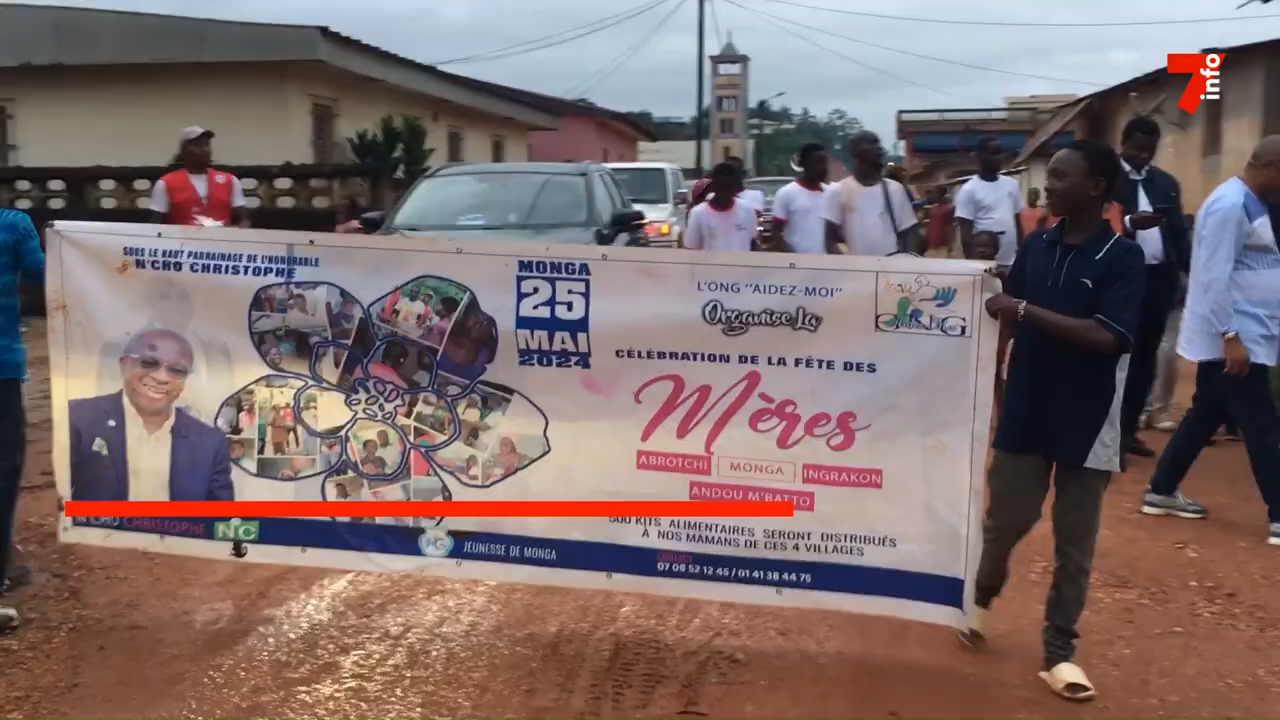 7
info
SOUS LE HAUT PARRAINAGE DE L'HONORABLE
N'CHO CHRISTOPHE
MONGA
25
MAI
2024
L'ONG "AIDEZ-MOI"
Organise La
CÉLÉBRATION DE LA FÊTE DES
Mères
ABROTCHI
MONGA
INGRAKON
ANDOU M'BATTO
500 KITS ALIMENTAIRES SERONT DISTRIBUÉS
À NOS MAMANS DE CES 4 VILLAGES
N'CHO CHRISTOPHE NC
JEUNESSE DE MONGA
07 08 52 12 45 / 01 41 38 44 75